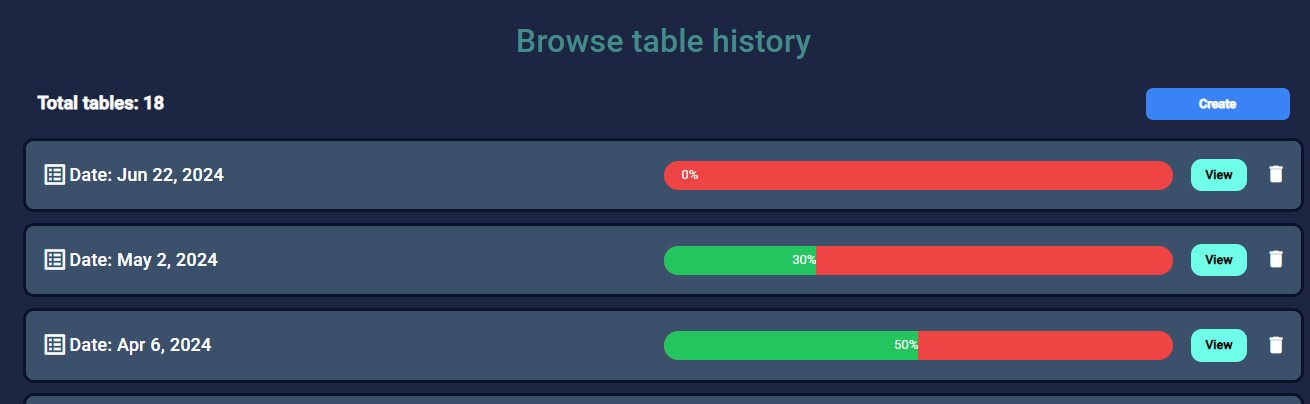 Browse table history
Total tables: 18
Create
Date: Jun 22, 2024
0%
View
Date: May 2, 2024
30%
View
Date: Apr 6, 2024
50%
View